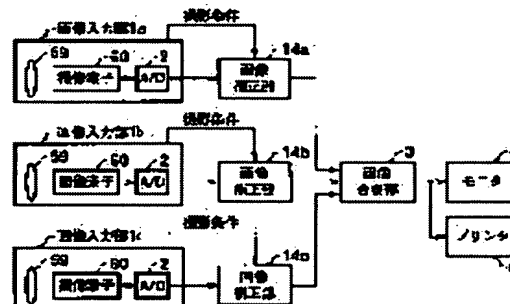 撮影条件
画像入力部1a
59
60
2
14a
撮像素子
A/D
画像
補正部
撮影条件
画像入力部1b
59
60
2
14b
3
撮像素子
A/D
画像
補正部
画像
合成部
モニタ
撮影条件
画像入力部1c
59
60
2
14c
撮像素子
A/D
画像
補正部
プリンタ